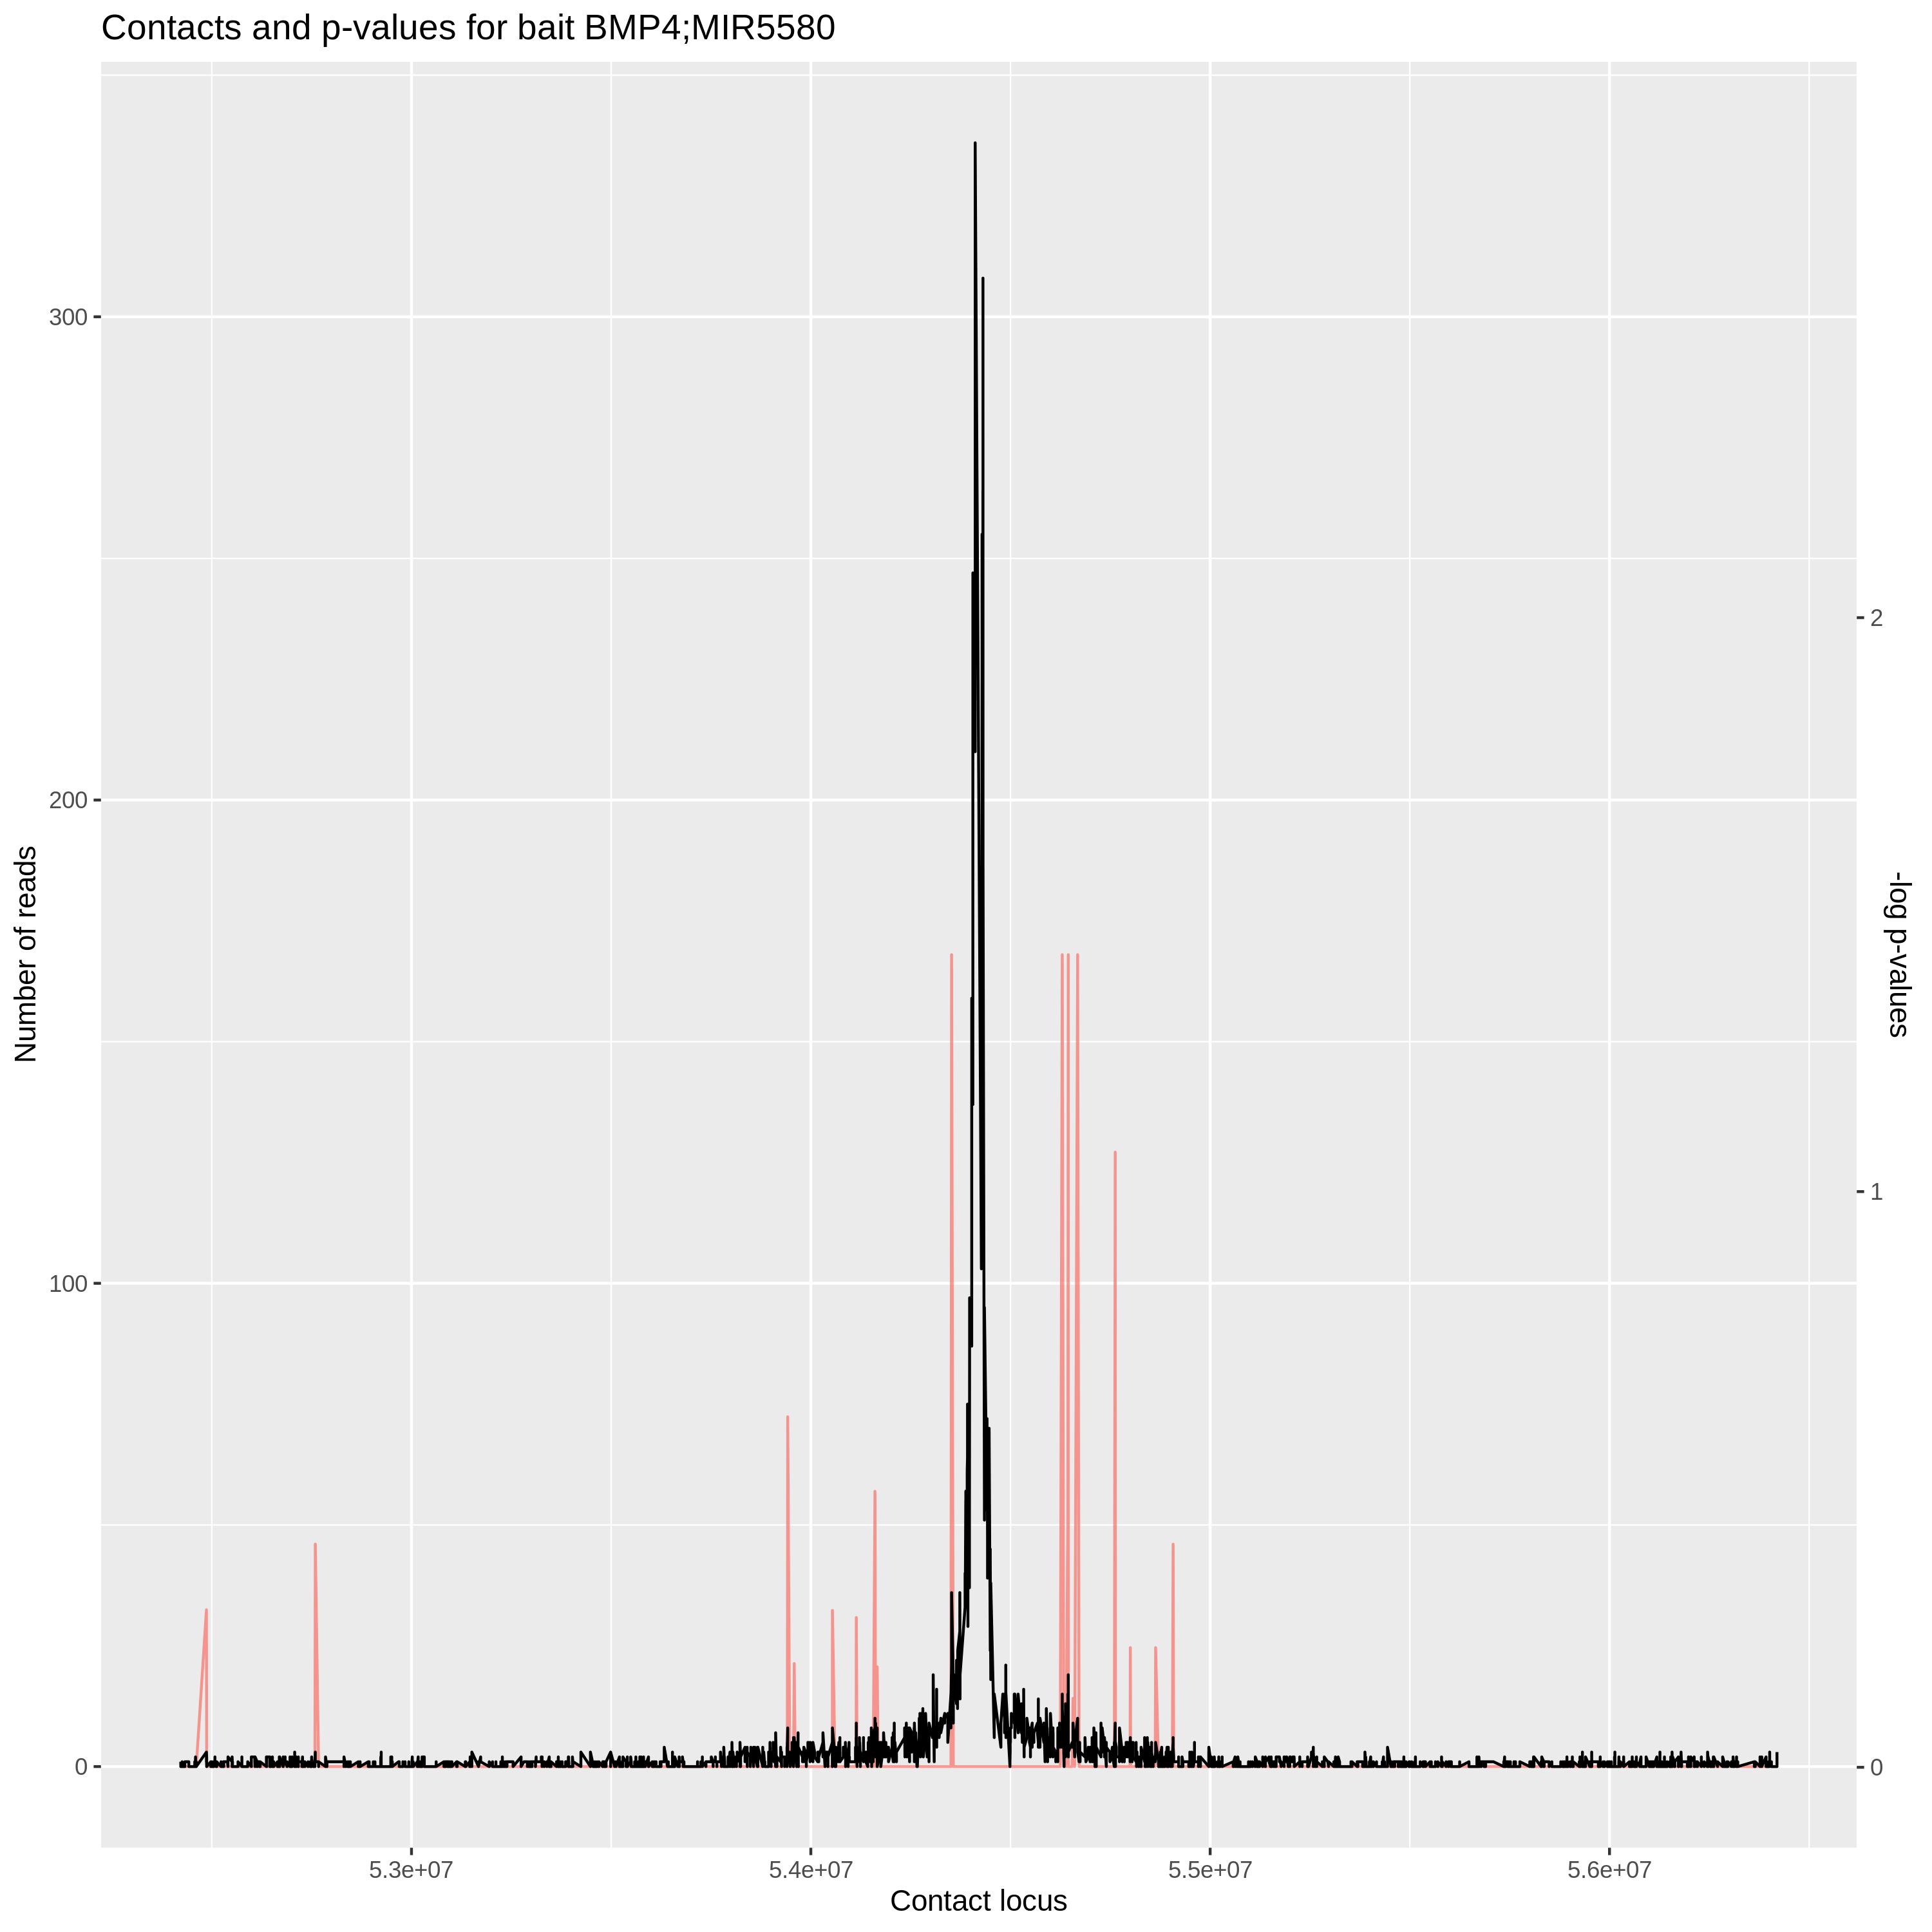 Contacts and p-values for bait BMP4;MIR5580
300
200
100
0
Number of reads
2
1
0
-log p-values
5.3e+07
5.4e+07
5.5e+07
5.6e+07
Contact locus